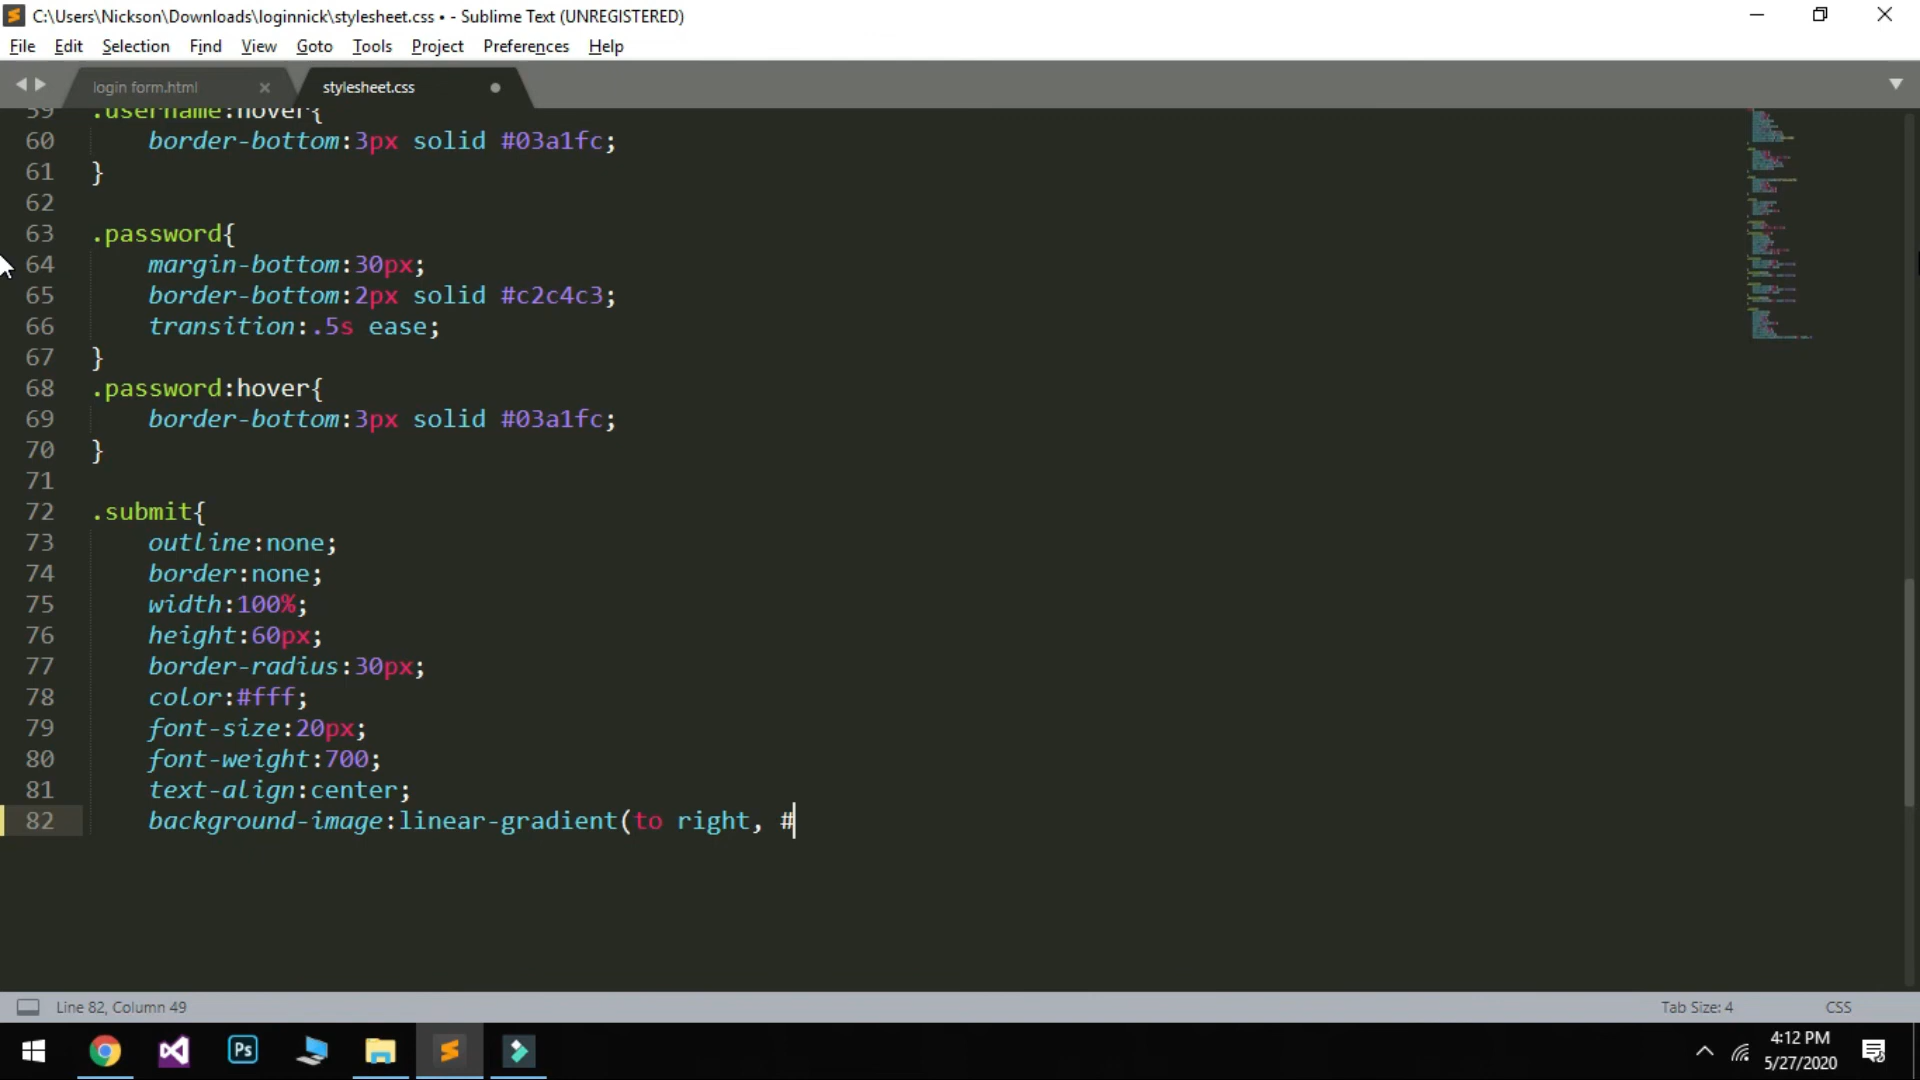 C:\Users\Nickson\Downloads\loginnick\stylesheet.css • - Sublime Text (UNREGISTERED)
File Edit Selection Find View Goto Tools Project Preferences Help
login form.html × stylesheet.css
59 .username:hover{
60 border-bottom:3px solid #03a1fc;
61 }
62
63 .password{
64 margin-bottom:30px;
65 border-bottom:2px solid #c2c4c3;
66 transition:.5s ease;
67 }
68 .password:hover{
69 border-bottom:3px solid #03a1fc;
70 }
71
72 .submit{
73 outline:none;
74 border:none;
75 width:100%;
76 height:60px;
77 border-radius:30px;
78 color:#fff;
79 font-size:20px;
80 font-weight:700;
81 text-align:center;
82 background-image:linear-gradient(to right, #
Line 82, Column 49 Tab Size: 4 CSS
Ps
4:12 PM
5/27/2020